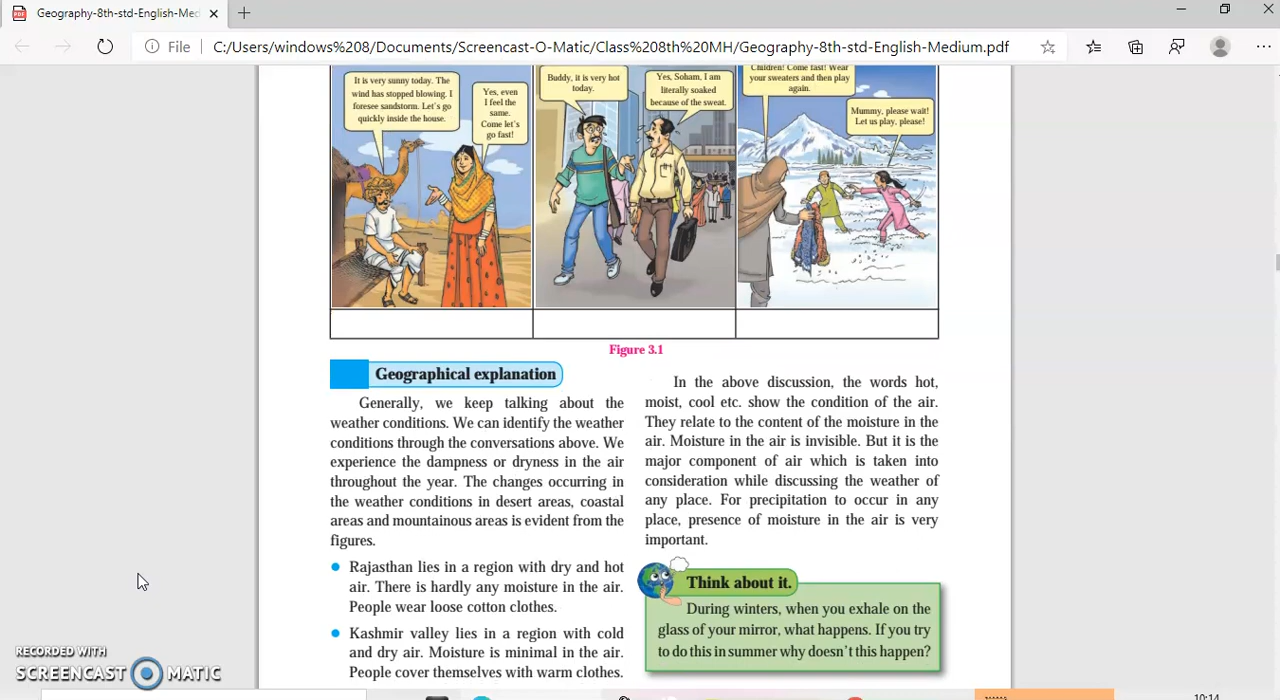 Geography-8th-std-English-Med
File
C:/Users/windows%208/Documents/Screencast-O-Matic/Class%208th%20MH/Geography-8th-std-English-Medium.pdf
It is very sunny today. The
wind has stopped blowing. I
foresee sandstorm. Let's go
quickly inside the house.
Yes, even
I feel the
same.
Come let's
go fast!
Buddy, it is very hot
today.
Yes, Soham, I am
literally soaked
because of the sweat.
Children! Come fast! Wear
your sweaters and then play
again.
Mummy, please wait!
Let us play, please!
Figure 3.1
Geographical explanation
Generally, we keep talking about the
weather conditions. We can identify the weather
conditions through the conversations above. We
experience the dampness or dryness in the air
throughout the year. The changes occurring in
the weather conditions in desert areas, coastal
areas and mountainous areas is evident from the
figures.
• Rajasthan lies in a region with dry and hot
air. There is hardly any moisture in the air.
People wear loose cotton clothes.
• Kashmir valley lies in a region with cold
and dry air. Moisture is minimal in the air.
People cover themselves with warm clothes.
In the above discussion, the words hot,
moist, cool etc. show the condition of the air.
They relate to the content of the moisture in the
air. Moisture in the air is invisible. But it is the
major component of air which is taken into
consideration while discussing the weather of
any place. For precipitation to occur in any
place, presence of moisture in the air is very
important.
Think about it.
During winters, when you exhale on the
glass of your mirror, what happens. If you try
to do this in summer why doesn't this happen?
RECORDED WITH
SCREENCAST MATIC
10:14